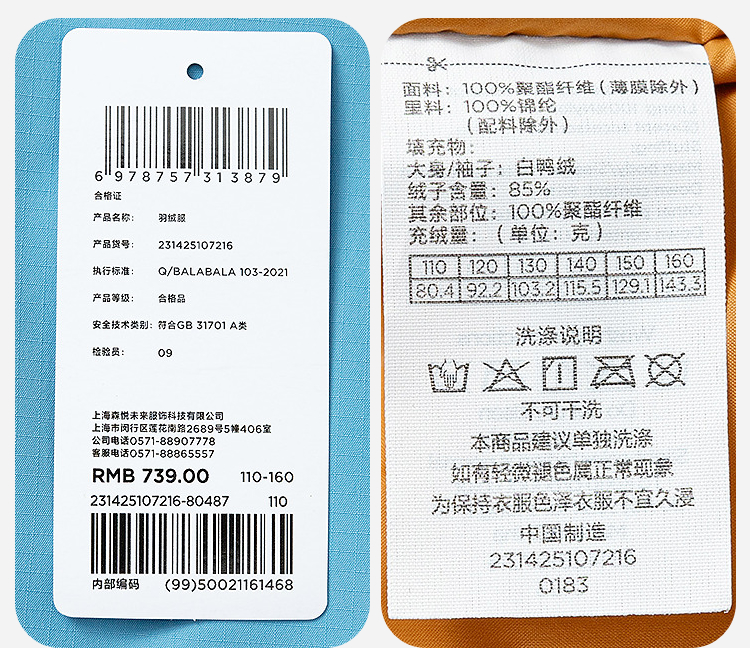 6 978757 313879
合格证
产品名称: 羽绒服
产品货号: 231425107216
执行标准: Q/BALABALA 103-2021
产品等级: 合格品
安全技术类别: 符合GB 31701 A类
检验员: 09
上海森悦未来服饰科技有限公司
上海市闵行区莲花南路2689号5幢406室
公司电话0571-88907778
客服电话0571-88865557
RMB 739.00 110-160
231425107216-80487 110
内部编码 (99)50021161468
面料: 100%聚酯纤维(薄膜除外)
里料: 100%锦纶
(配料除外)
填充物:
大身/袖子: 白鸭绒
绒子含量: 85%
其余部位: 100%聚酯纤维
充绒量: (单位: 克)
110 120 130 140 150 160
80.4 92.2 103.2 115.5 129.1 143.3
洗涤说明
不可干洗
本商品建议单独洗涤
如有轻微褪色属正常现象
为保持衣服色泽衣服不宜久浸
中国制造
231425107216
0183